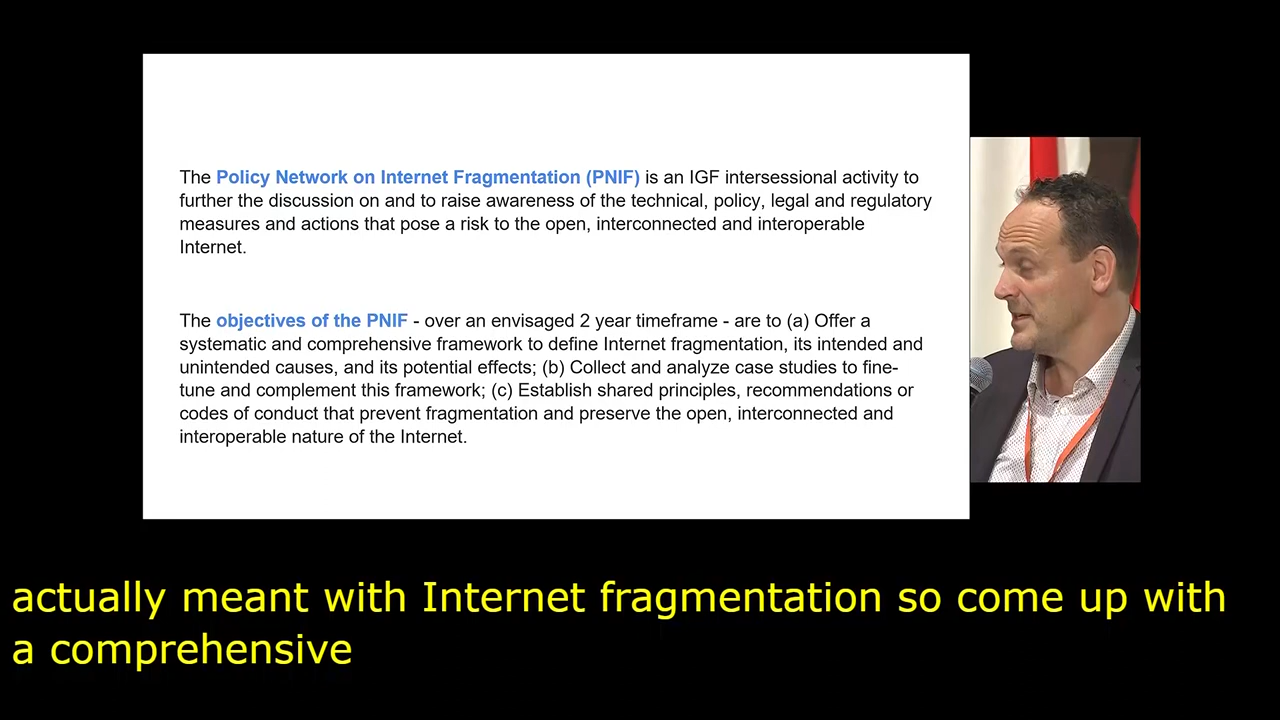 The Policy Network on Internet Fragmentation (PNIF) is an IGF intersessional activity to
further the discussion on and to raise awareness of the technical, policy, legal and regulatory
measures and actions that pose a risk to the open, interconnected and interoperable
Internet.
The objectives of the PNIF - over an envisaged 2 year timeframe - are to (a) Offer a
systematic and comprehensive framework to define Internet fragmentation, its intended and
unintended causes, and its potential effects; (b) Collect and analyze case studies to fine-
tune and complement this framework; (c) Establish shared principles, recommendations or
codes of conduct that prevent fragmentation and preserve the open, interconnected and
interoperable nature of the Internet.
actually meant with Internet fragmentation so come up with
a comprehensive